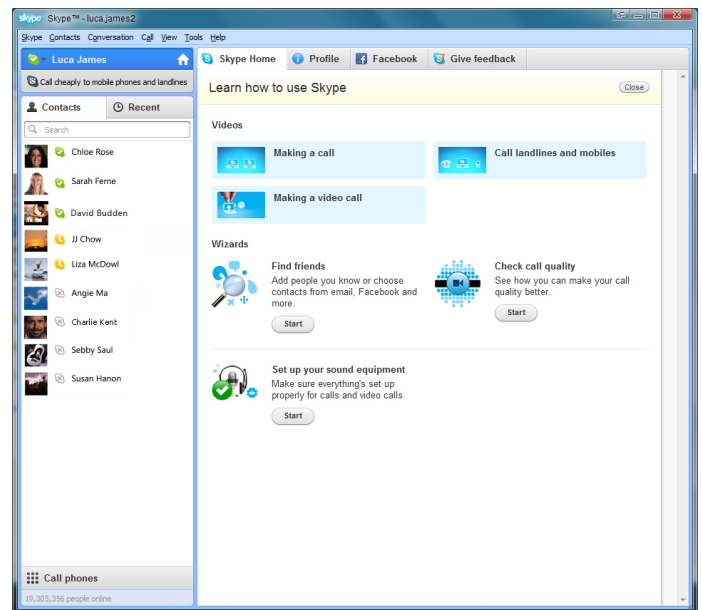 skype Skype™ - luca.james2
Skype Contacts Conversation Call View Tools Help
Luca James
Call cheaply to mobile phones and landlines
Contacts
Recent
Search
Chloe Rose
Sarah Ferne
David Budden
JJ Chow
Liza McDowl
Angie Ma
Charlie Kent
Sebby Saul
Susan Hanon
Call phones
19,305,356 people online
Skype Home
Profile
Facebook
Give feedback
Learn how to use Skype
Close
Videos
Making a call
Call landlines and mobiles
Making a video call
Wizards
Find friends
Add people you know or choose
contacts from email, Facebook and
more.
Start
Check call quality
See how you can make your call
quality better.
Start
Set up your sound equipment
Make sure everything's set up
properly for calls and video calls.
Start